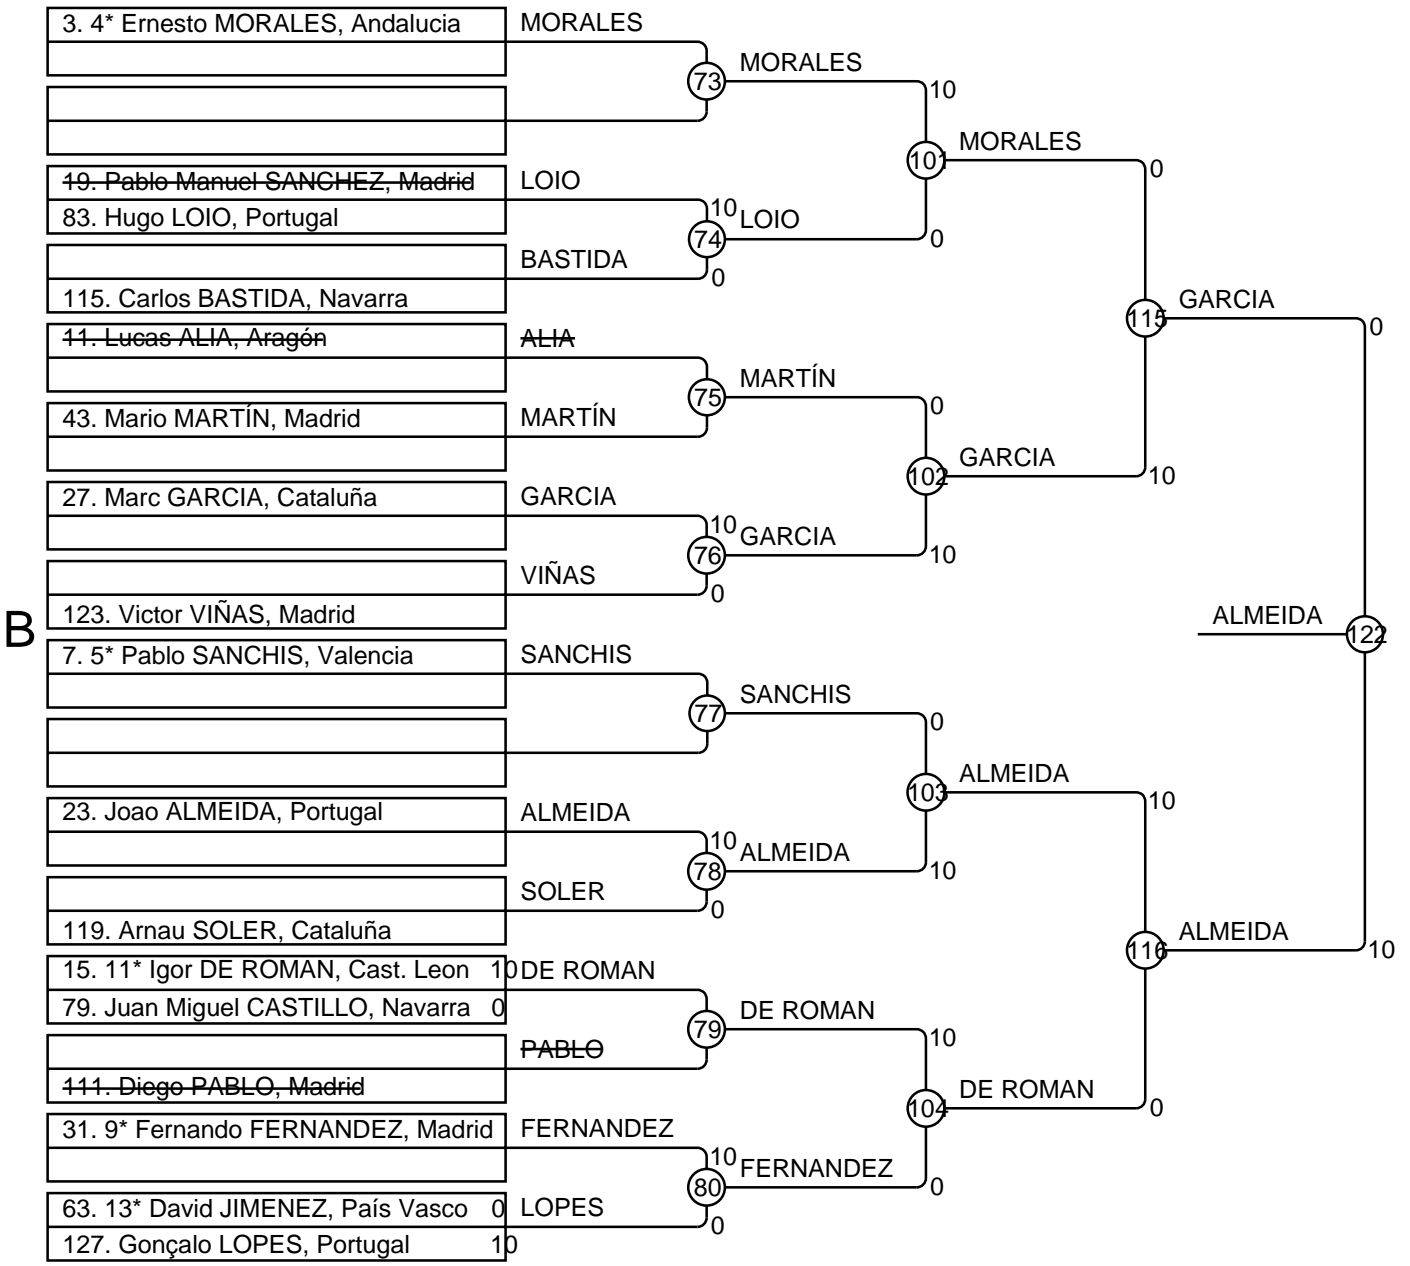 3. 4* Ernesto MORALES, Andalucia MORALES
73 MORALES
10
101 MORALES
0
19. Pablo Manuel SANCHEZ, Madrid LOIO
83. Hugo LOIO, Portugal
10
74 LOIO
0
BASTIDA
0
115. Carlos BASTIDA, Navarra
115 GARCIA
0
11. Lucas ALIA, Aragón ALIA
75 MARTÍN
0
43. Mario MARTÍN, Madrid MARTÍN
102 GARCIA
10
27. Marc GARCIA, Cataluña GARCIA
10
76 GARCIA
10
VIÑAS
0
123. Victor VIÑAS, Madrid
B
ALMEIDA 122
7. 5* Pablo SANCHIS, Valencia SANCHIS
77 SANCHIS
0
103 ALMEIDA
10
23. Joao ALMEIDA, Portugal ALMEIDA
10
78 ALMEIDA
10
SOLER
0
119. Arnau SOLER, Cataluña
116 ALMEIDA
10
15. 11* Igor DE ROMAN, Cast. Leon 10 DE ROMAN
79. Juan Miguel CASTILLO, Navarra 0
79 DE ROMAN
10
PABLO
111. Diego PABLO, Madrid
104 DE ROMAN
0
31. 9* Fernando FERNANDEZ, Madrid FERNANDEZ
10
80 FERNANDEZ
0
63. 13* David JIMENEZ, País Vasco 0 LOPES
0
127. Gonçalo LOPES, Portugal 10